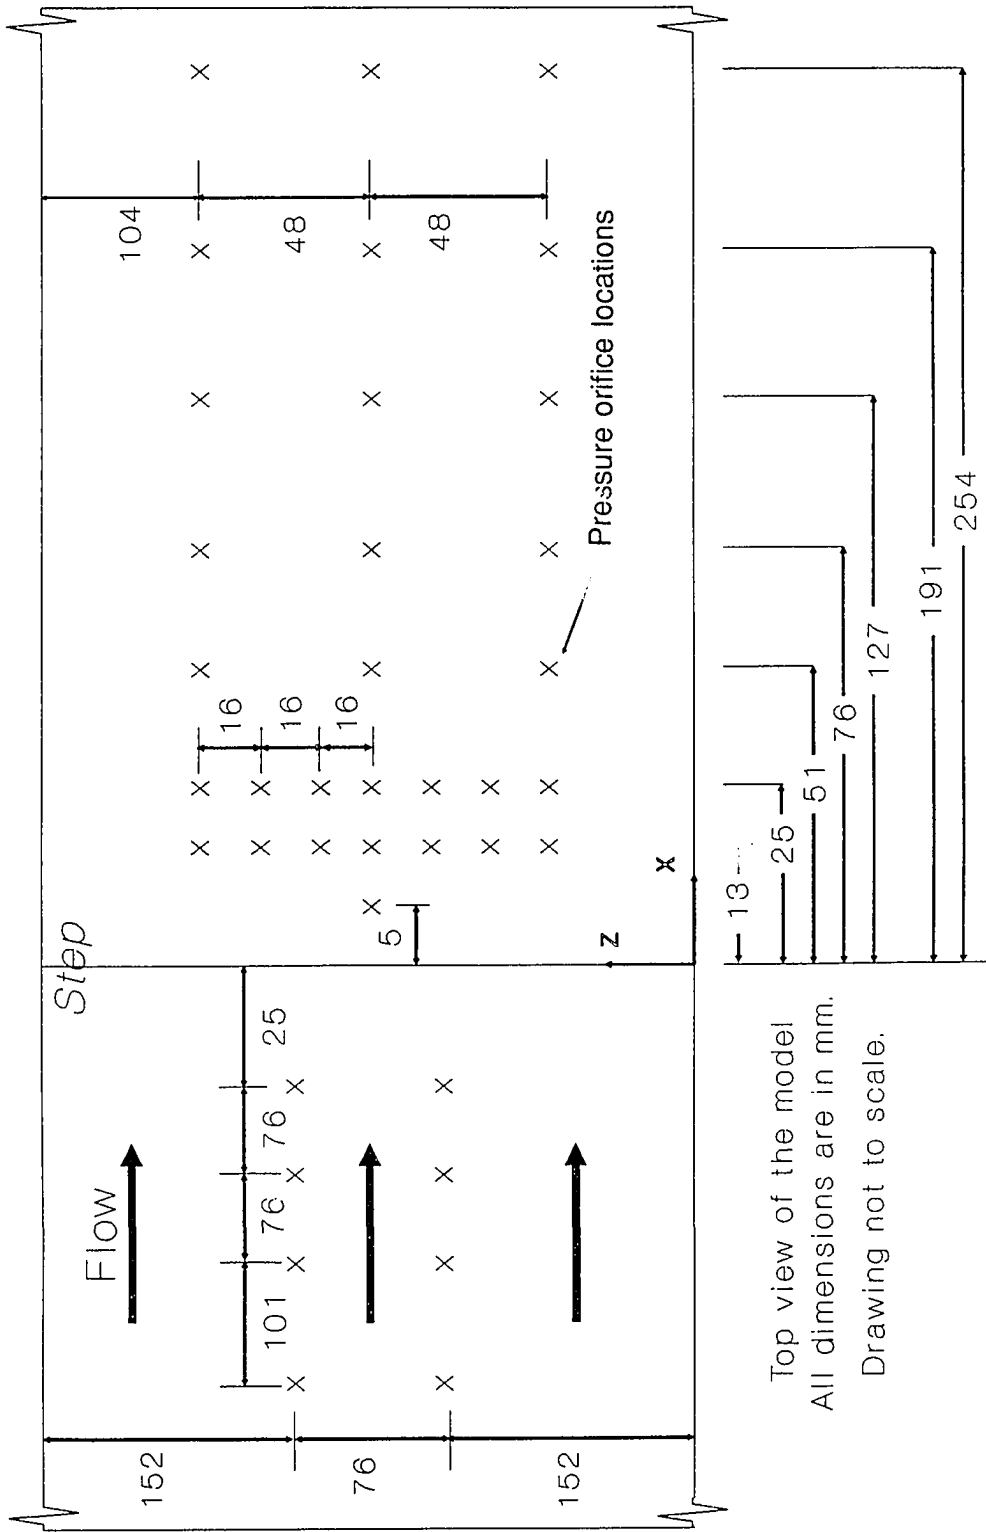 Flow
Step
152
76
152
101
76
76
25
5
16
16
16
104
48
48
Pressure orifice locations
z
x
13
25
51
76
127
191
254
Top view of the model
All dimensions are in mm.
Drawing not to scale.